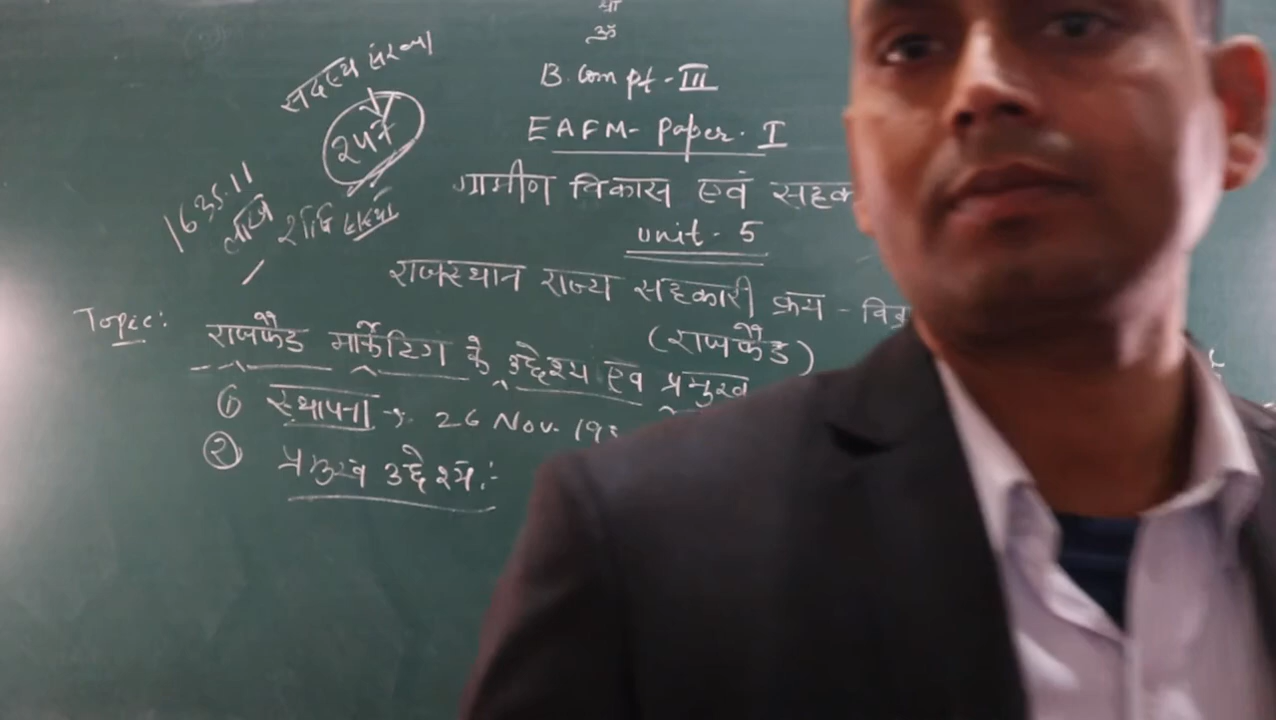 श्री
ॐ
B. Com pt - III
EAFM - Paper - I
ग्रामीण विकास एवं सहक
unit - 5
राजस्थान राज्य सहकारी क्रय - विक्र
(राजफैड)
सदस्य संख्या
247
1635.11
लाख
Topic:
राजफैड मार्केटिंग के उद्देश्य एवं प्रमुख
① स्थापना → 26 Nov. 19
② प्रमुख उद्देश्य :-